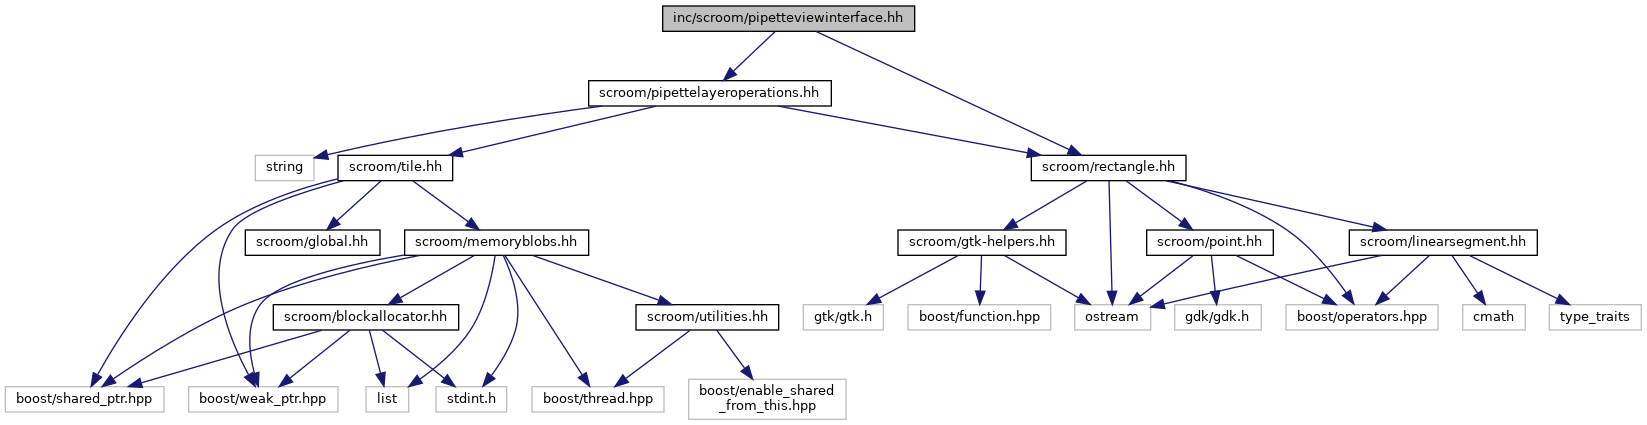 inc/scroom/pipetteviewinterface.hh
scroom/pipettelayeroperations.hh
string
scroom/tile.hh
scroom/rectangle.hh
scroom/global.hh
scroom/memoryblobs.hh
scroom/gtk-helpers.hh
scroom/point.hh
scroom/linearsegment.hh
scroom/blockallocator.hh
scroom/utilities.hh
gtk/gtk.h
boost/function.hpp
ostream
gdk/gdk.h
boost/operators.hpp
cmath
type_traits
boost/shared_ptr.hpp
boost/weak_ptr.hpp
list
stdint.h
boost/thread.hpp
boost/enable_shared
_from_this.hpp